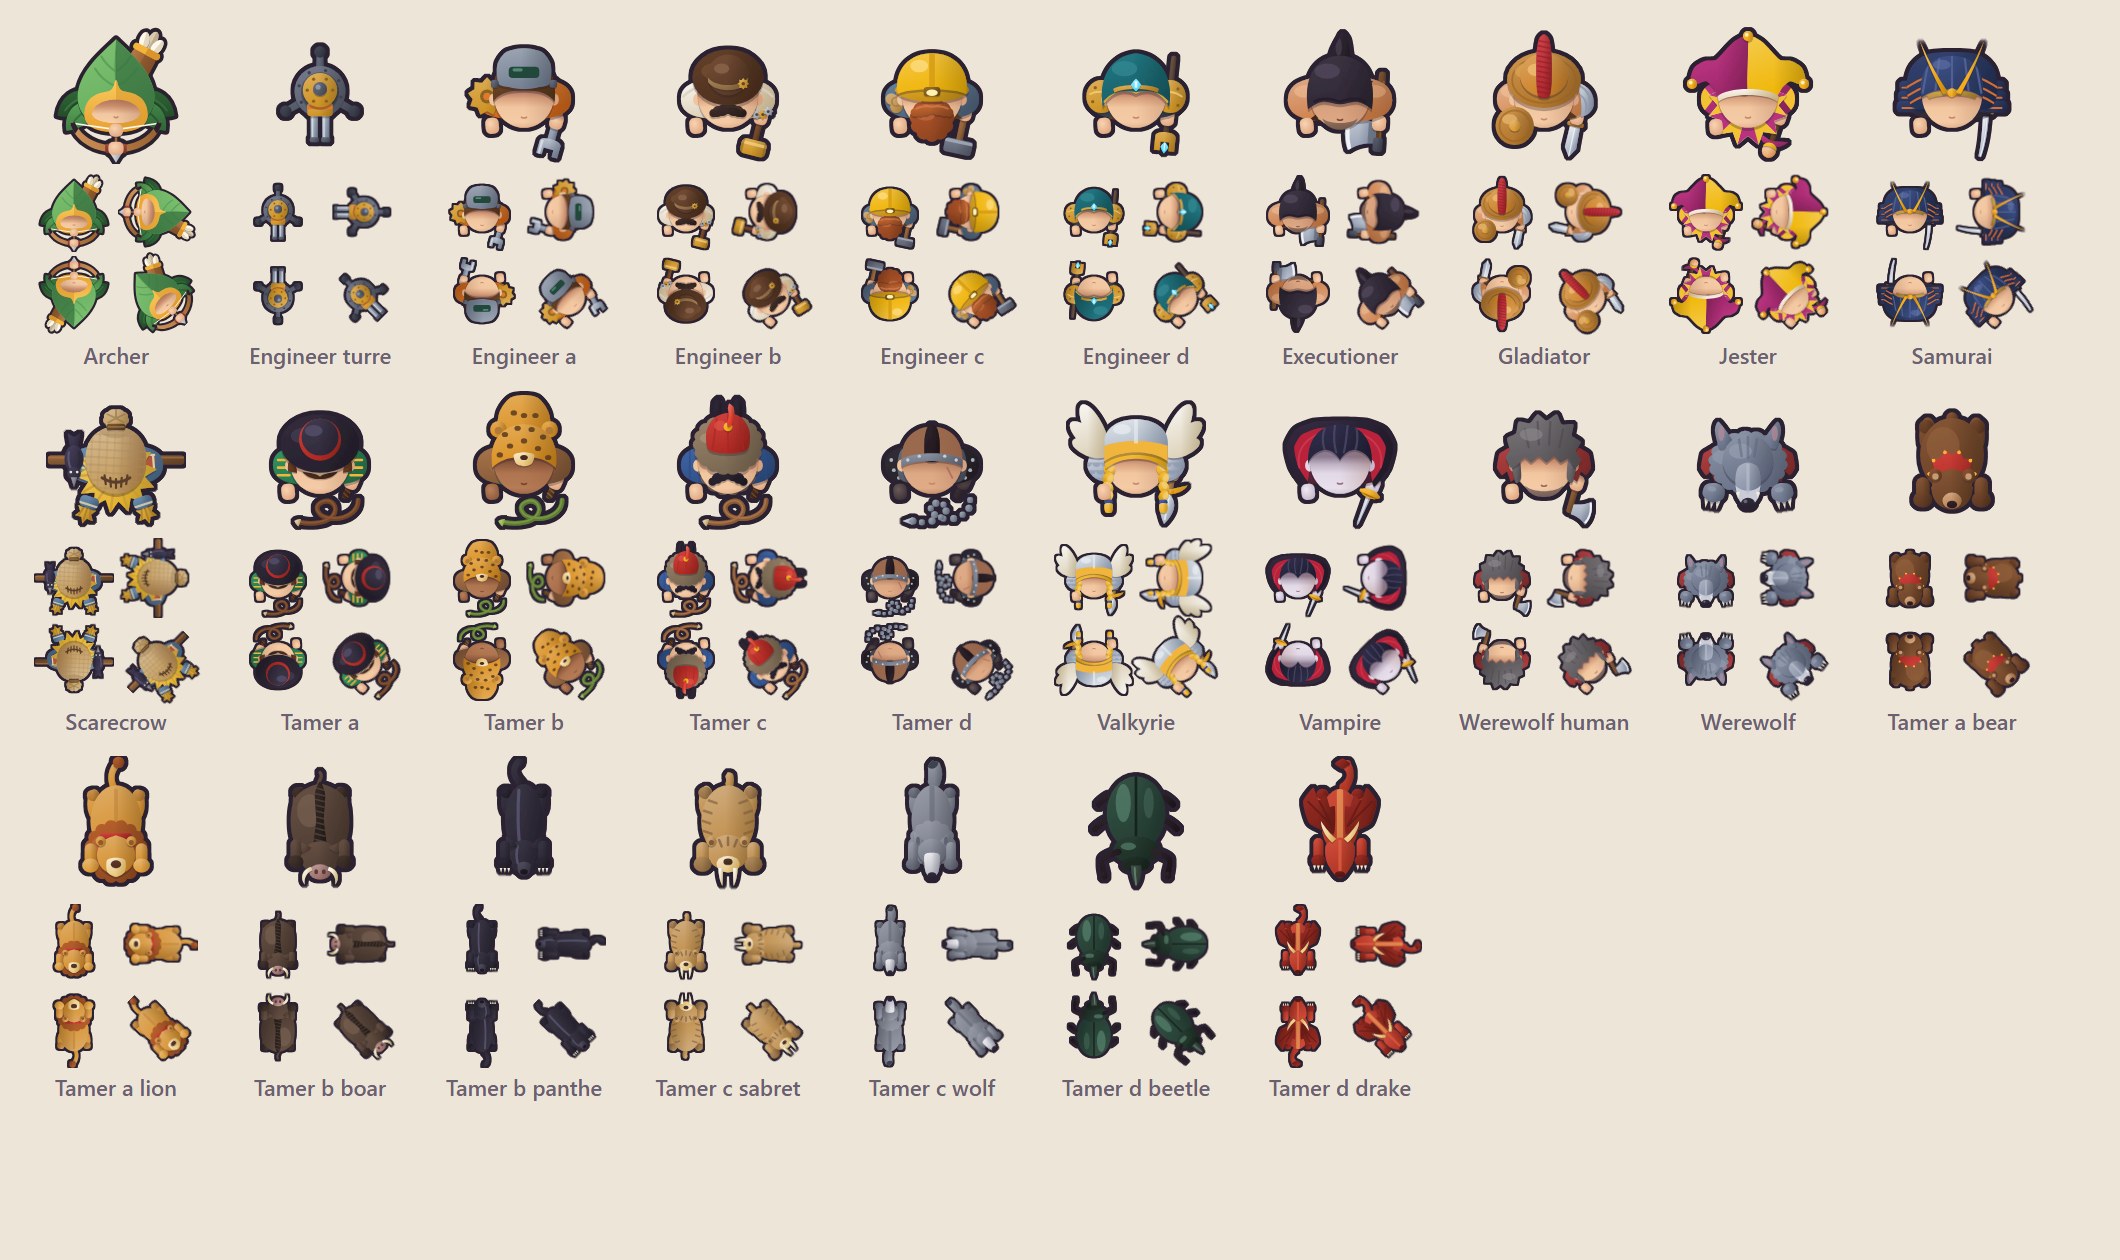 Archer
Engineer turre
Engineer a
Engineer b
Engineer c
Engineer d
Executioner
Gladiator
Jester
Samurai
Scarecrow
Tamer a
Tamer b
Tamer c
Tamer d
Valkyrie
Vampire
Werewolf human
Werewolf
Tamer a bear
Tamer a lion
Tamer b boar
Tamer b panthe
Tamer c sabret
Tamer c wolf
Tamer d beetle
Tamer d drake